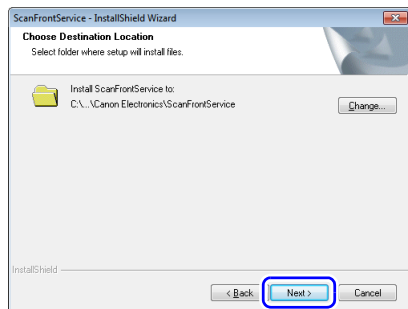 ScanFrontService - InstallShield Wizard
Choose Destination Location
Select folder where setup will install files.
Install ScanFrontService to:
C:\...\Canon Electronics\ScanFrontService
Change...
InstallShield
< Back Next > Cancel